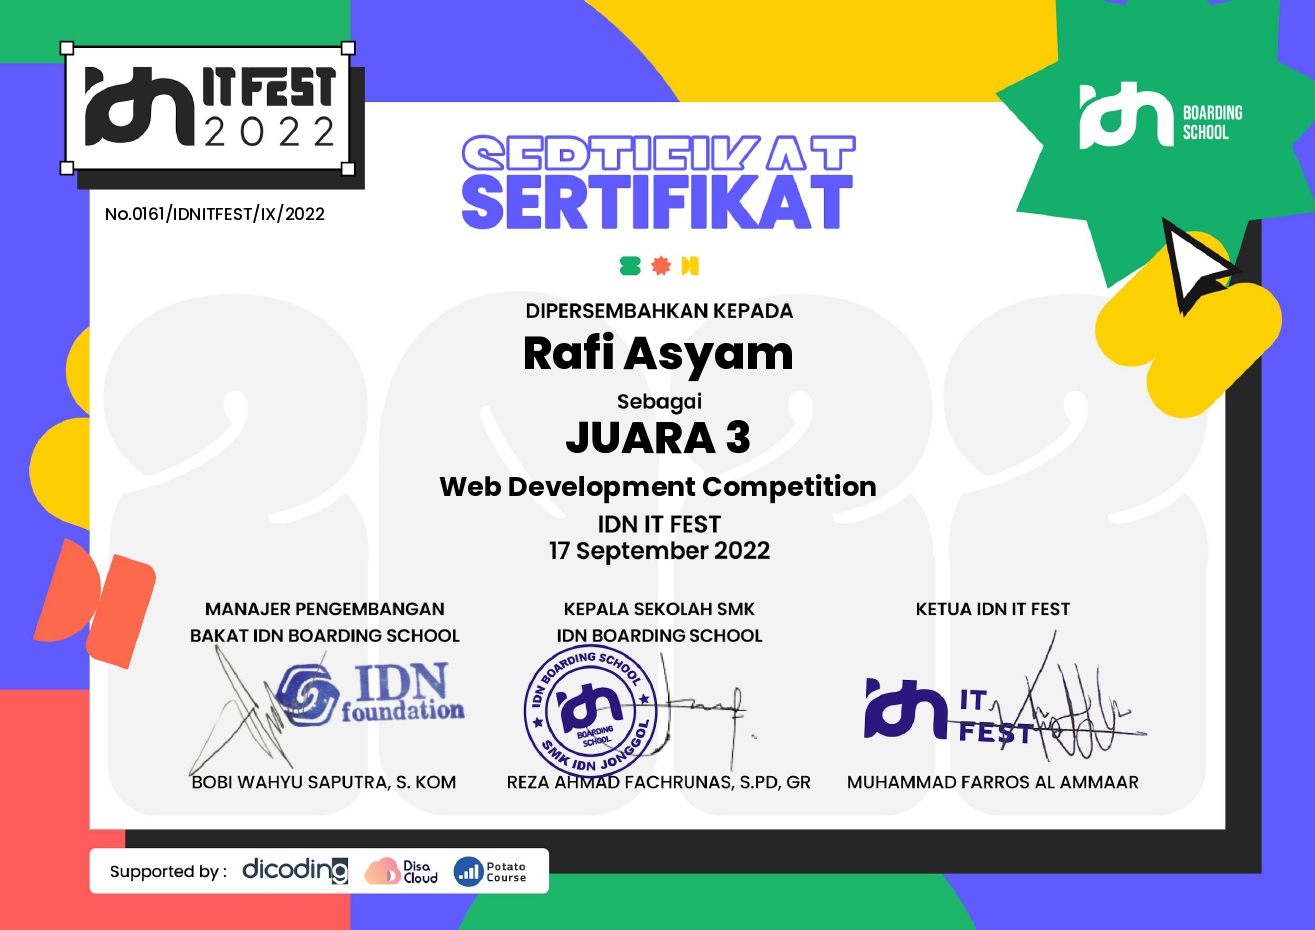 idn IT FEST
2022
idn BOARDING
SCHOOL
SERTIFIKAT
SERTIFIKAT
No.0161/IDNITFEST/IX/2022
DIPERSEMBAHKAN KEPADA
Rafi Asyam
Sebagai
JUARA 3
Web Development Competition
IDN IT FEST
17 September 2022
MANAJER PENGEMBANGAN
BAKAT IDN BOARDING SCHOOL
KEPALA SEKOLAH SMK
IDN BOARDING SCHOOL
KETUA IDN IT FEST
IDN
foundation
IDN BOARDING SCHOOL
idn
BOARDING
SCHOOL
SMK IDN JONGGOL
idn IT
FEST
BOBI WAHYU SAPUTRA, S. KOM
REZA AHMAD FACHRUNAS, S.PD, GR
MUHAMMAD FARROS AL AMMAAR
Supported by : dicoding Disa Cloud Potato Course